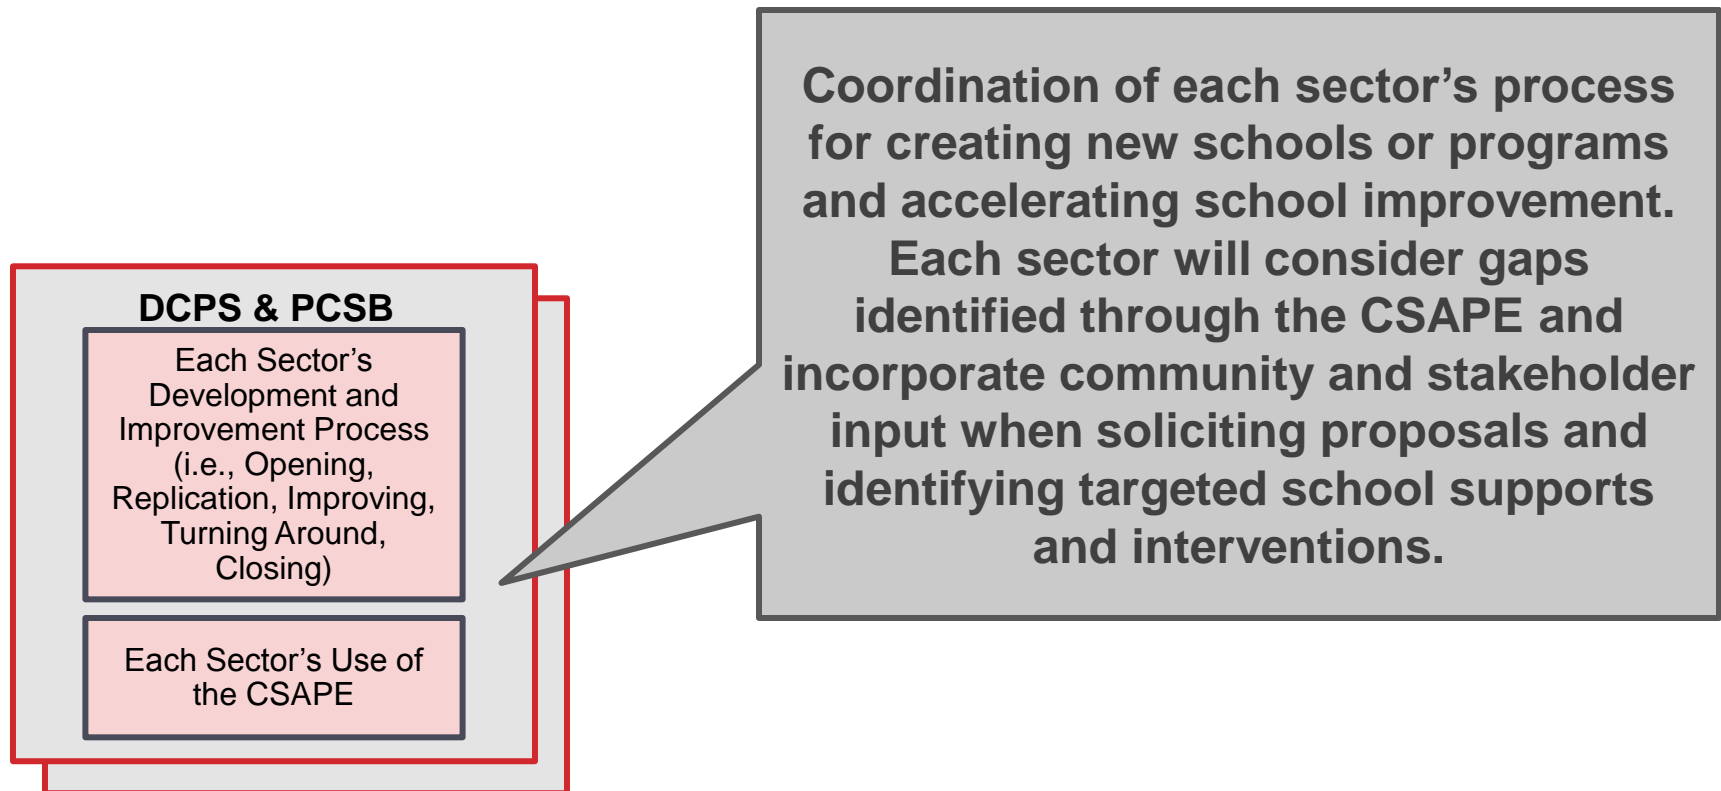 DCPS & PCSB
Each Sector’s
Development and
Improvement Process
(i.e., Opening,
Replication, Improving,
Turning Around,
Closing)
Each Sector’s Use of
the CSAPE
Coordination of each sector’s process
for creating new schools or programs
and accelerating school improvement.
Each sector will consider gaps
identified through the CSAPE and
incorporate community and stakeholder
input when soliciting proposals and
identifying targeted school supports
and interventions.